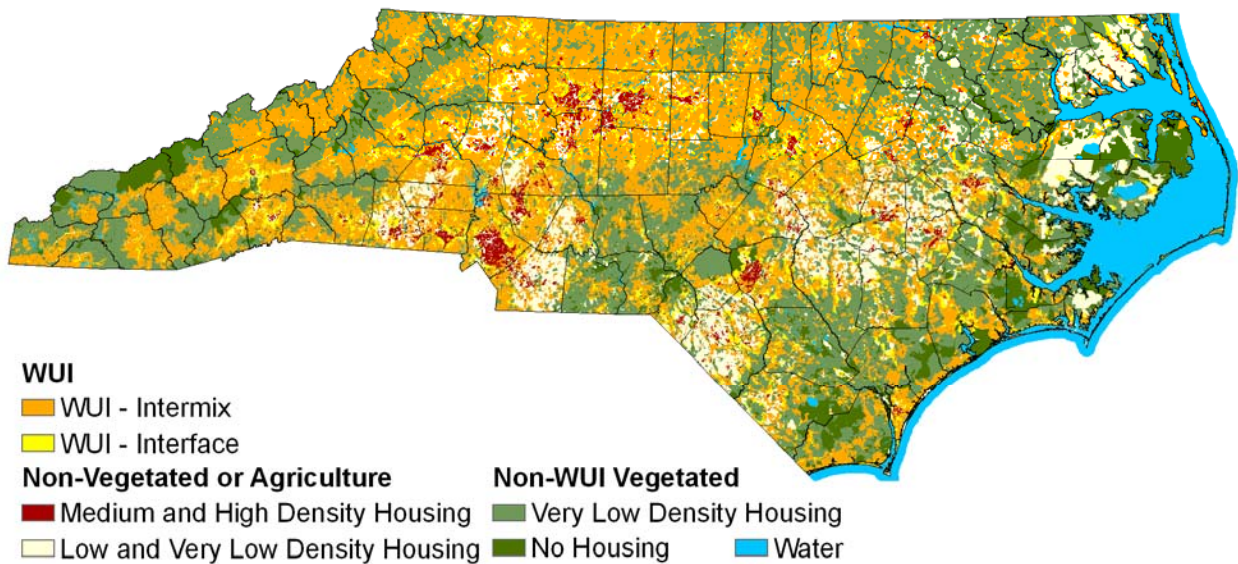 WUI
WUI - Intermix
WUI - Interface
Non-Vegetated or Agriculture
Medium and High Density Housing
Low and Very Low Density Housing
Non-WUI Vegetated
Very Low Density Housing
No Housing
Water